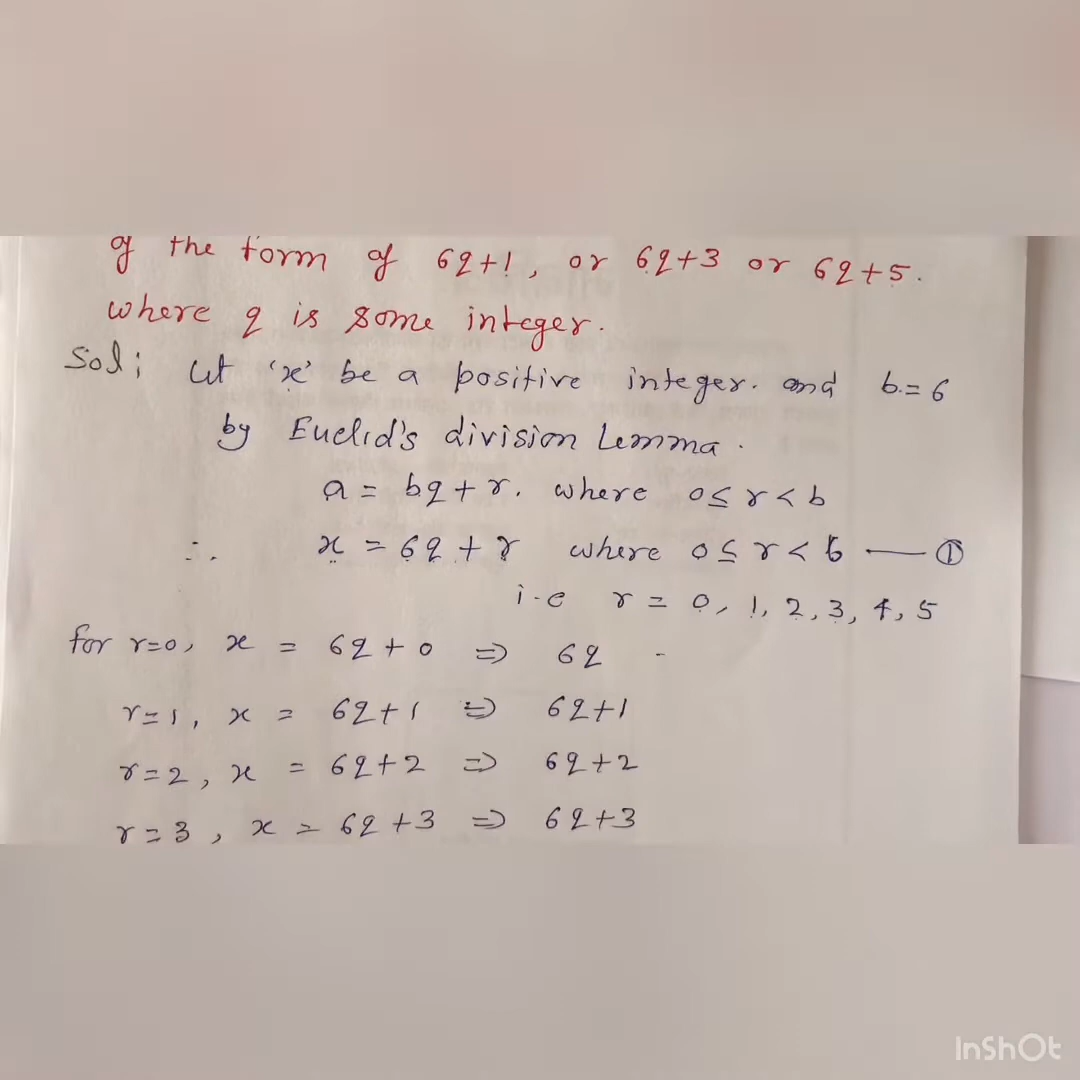 of the form of 6q+1, or 6q+3 or 6q+5.
where q is some integer.
Sol; Let 'x' be a positive integer. and b = 6
by Euclid's division Lemma.
a = bq + r. where 0 ≤ r < b
∴ x = 6q + r where 0 ≤ r < 6 —— ①
i.e r = 0, 1, 2, 3, 4, 5
for r=0, x = 6q + 0 ⇒ 6q
r=1, x = 6q+1 ⇒ 6q+1
r=2, x = 6q+2 ⇒ 6q+2
r=3, x = 6q+3 ⇒ 6q+3
InShOt